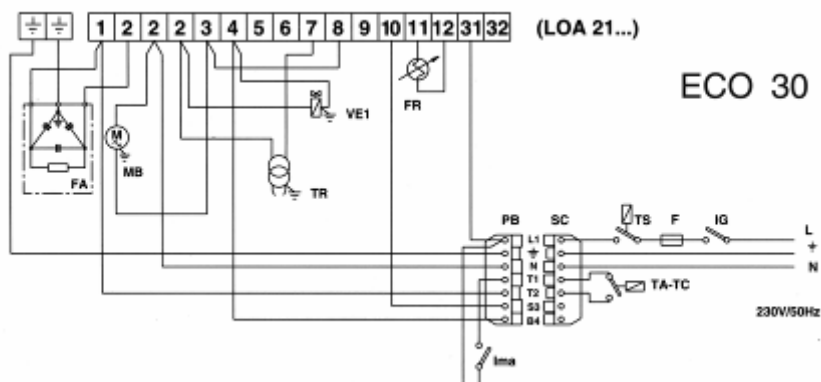 1 2 2 2 3 4 5 6 7 8 9 10 11 12 31 32 (LOA 21...)
ECO 30
FR
VE1
M
MB
FA
TR
PB SC TS F IG L
L1
N N
T1
T2 TA-TC
S3
B4
230V/50Hz
Ima